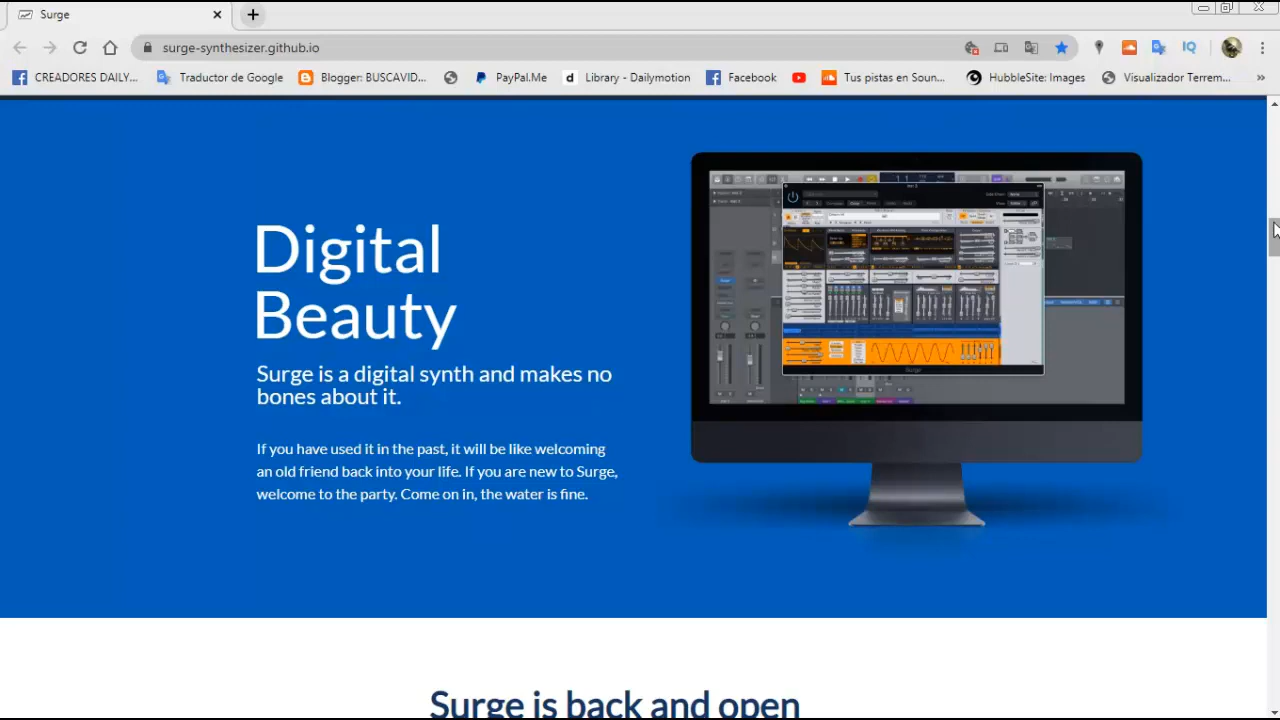 Surge
surge-synthesizer.github.io
CREADORES DAILY...
Traductor de Google
Blogger: BUSCAVID...
PayPal.Me
Library - Dailymotion
Facebook
Tus pistas en Soun...
HubbleSite: Images
Visualizador Terrem...
Digital
Beauty
Surge is a digital synth and makes no
bones about it.
If you have used it in the past, it will be like welcoming
an old friend back into your life. If you are new to Surge,
welcome to the party. Come on in, the water is fine.
Surge
Surge is back and open